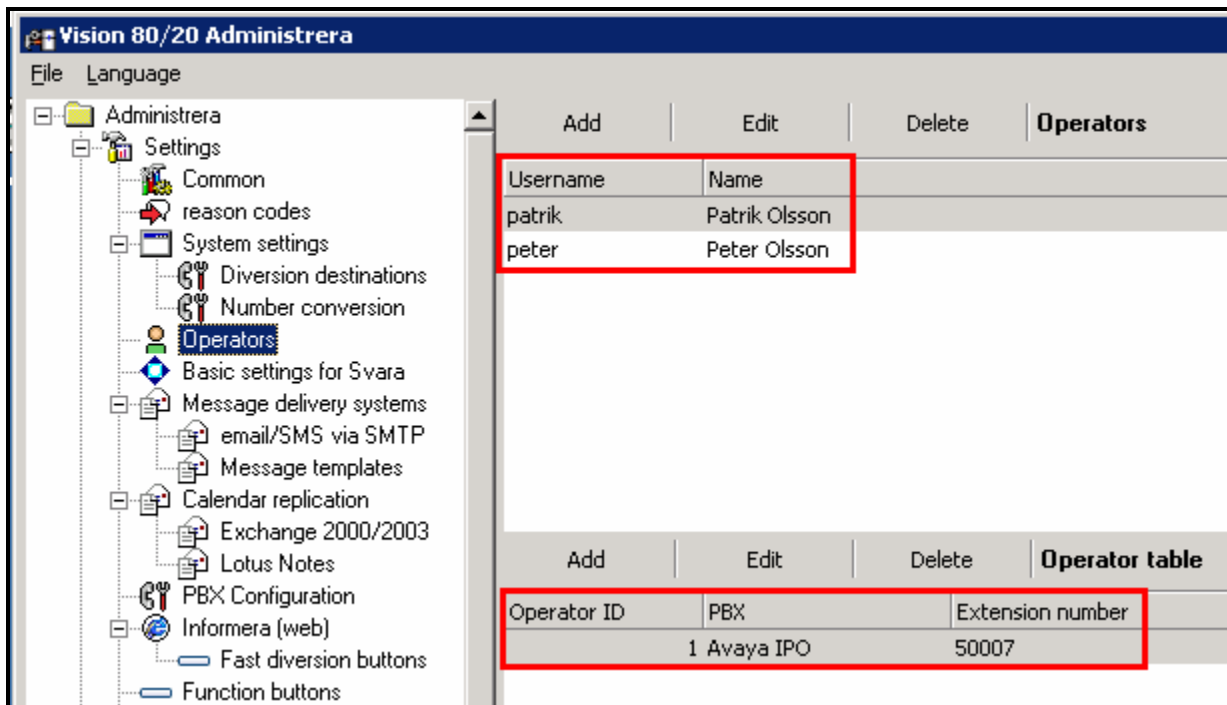 Vision 80/20 Administrera
File Language
Administrera
Settings
Common
reason codes
System settings
Diversion destinations
Number conversion
Operators
Basic settings for Svara
Message delivery systems
email/SMS via SMTP
Message templates
Calendar replication
Exchange 2000/2003
Lotus Notes
PBX Configuration
Informera (web)
Fast diversion buttons
Function buttons
Add Edit Delete Operators
Username Name
patrik Patrik Olsson
peter Peter Olsson
Add Edit Delete Operator table
Operator ID PBX Extension number
1 Avaya IPO 50007